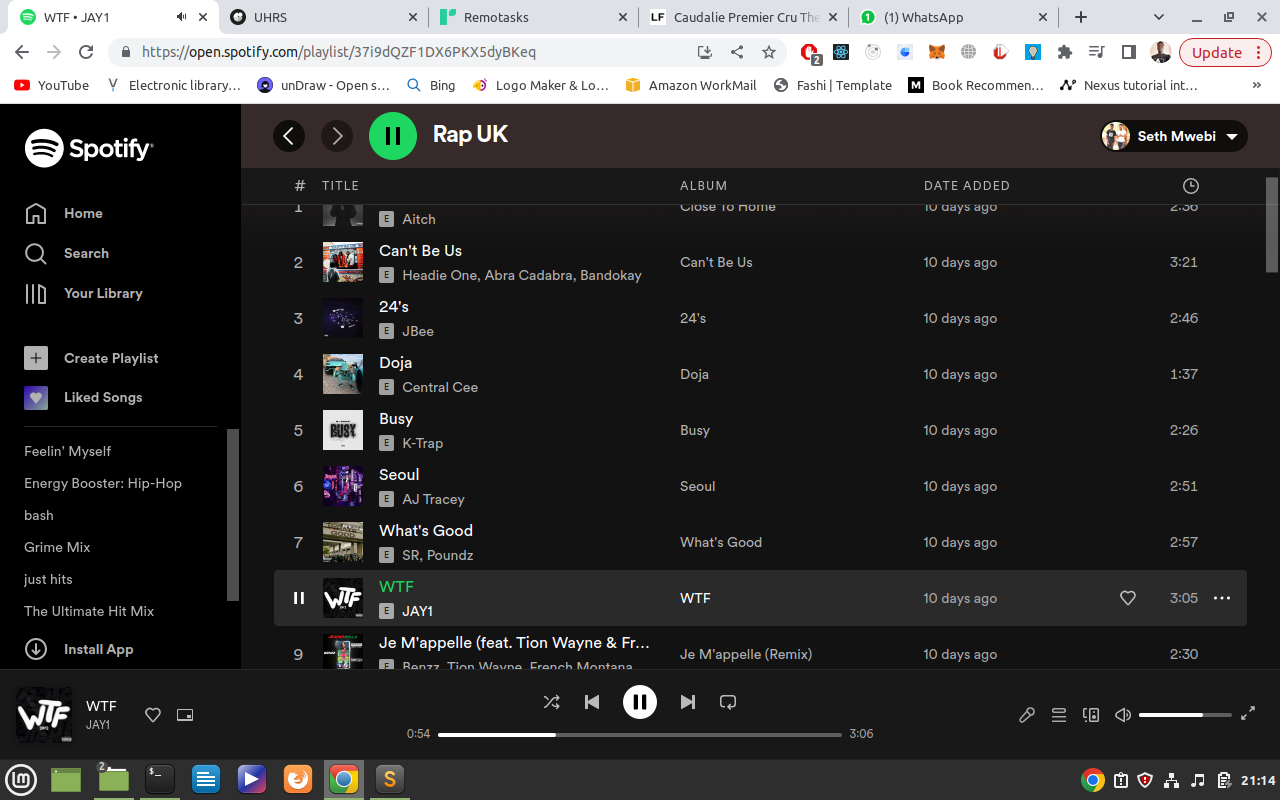 WTF • JAY1
UHRS
Remotasks
Caudalie Premier Cru The
(1) WhatsApp
https://open.spotify.com/playlist/37i9dQZF1DX6PKX5dyBKeq
2
Update
YouTube
Electronic library…
unDraw - Open s…
Bing
Logo Maker & Lo…
Amazon WorkMail
Fashi | Template
Book Recommen…
Nexus tutorial int…
»
Spotify
Home
Search
Your Library
Create Playlist
Liked Songs
Feelin' Myself
Energy Booster: Hip-Hop
bash
Grime Mix
just hits
The Ultimate Hit Mix
Install App
Rap UK
Seth Mwebi
# TITLE ALBUM DATE ADDED
1 E Aitch Close To Home 10 days ago 2:36
2 Can't Be Us Can't Be Us 10 days ago 3:21
E Headie One, Abra Cadabra, Bandokay
3 24's 24's 10 days ago 2:46
E JBee
4 Doja Doja 10 days ago 1:37
E Central Cee
5 Busy Busy 10 days ago 2:26
E K-Trap
6 Seoul Seoul 10 days ago 2:51
E AJ Tracey
7 What's Good What's Good 10 days ago 2:57
E SR, Poundz
WTF WTF 10 days ago 3:05
E JAY1
9 Je M'appelle (feat. Tion Wayne & Fr… Je M'appelle (Remix) 10 days ago 2:30
E Benzz, Tion Wayne, French Montana
WTF
WTF
JAY1
0:54
3:06
2
21:14